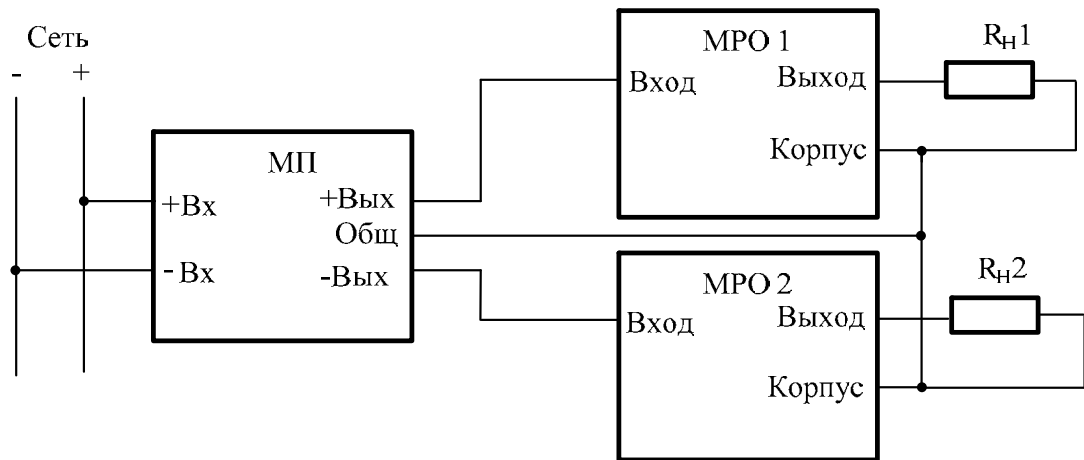 Сеть
- +
МП
+Вх
-Вх
+Вых
Общ
-Вых
МРО 1
Вход
Выход
Корпус
RН1
МРО 2
Вход
Выход
Корпус
RН2